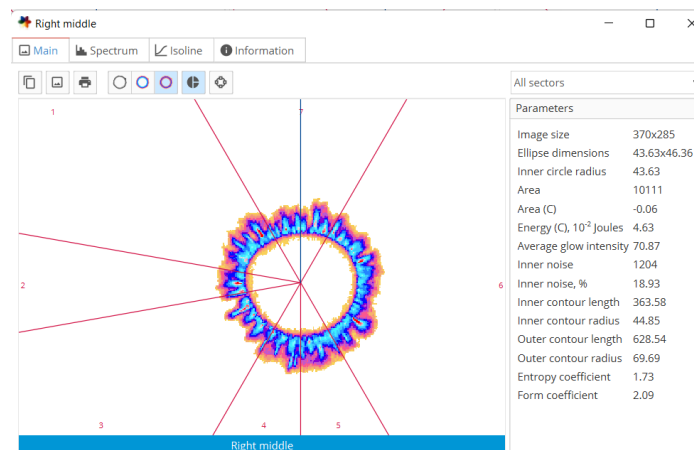 Right middle
Main Spectrum Isoline Information
All sectors
Parameters
1
7
2
6
3
4
5
Right middle
Image size 370x285
Ellipse dimensions 43.63x46.36
Inner circle radius 43.63
Area 10111
Area (C) -0.06
Energy (C), 10⁻² Joules 4.63
Average glow intensity 70.87
Inner noise 1204
Inner noise, % 18.93
Inner contour length 363.58
Inner contour radius 44.85
Outer contour length 628.54
Outer contour radius 69.69
Entropy coefficient 1.73
Form coefficient 2.09